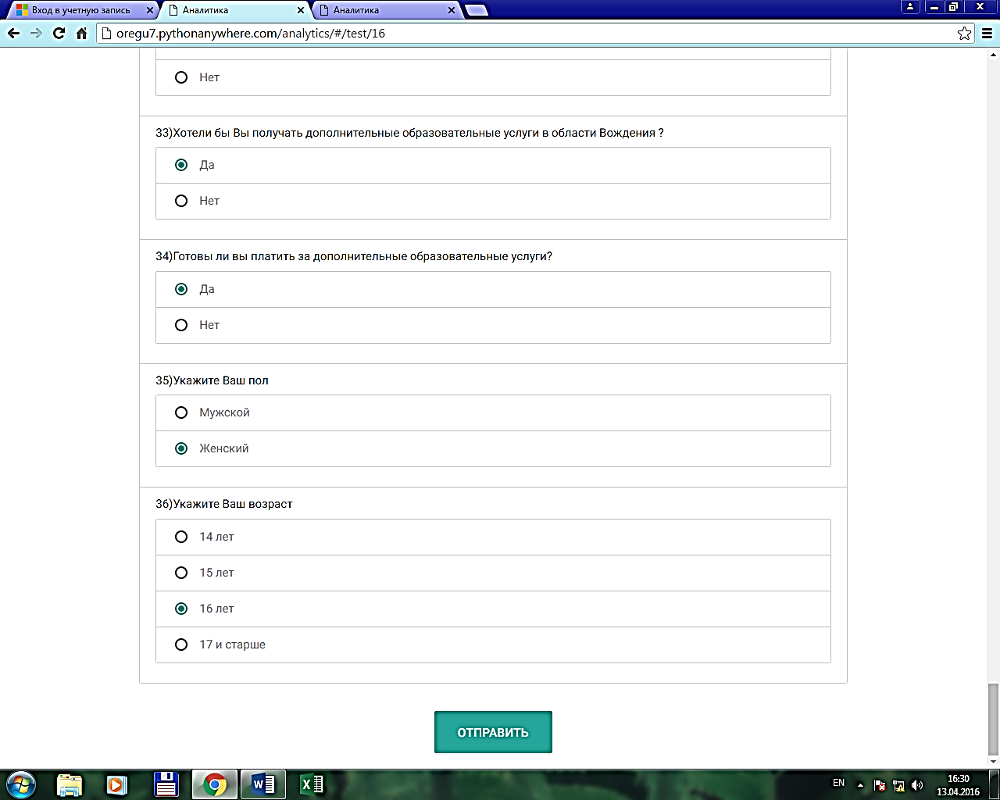 Вход в учетную запись
Аналитика
Аналитика
oregu7.pythonanywhere.com/analytics/#/test/16
Нет
33)Хотели бы Вы получать дополнительные образовательные услуги в области Вождения ?
Да
Нет
34)Готовы ли вы платить за дополнительные образовательные услуги?
Да
Нет
35)Укажите Ваш пол
Мужской
Женский
36)Укажите Ваш возраст
14 лет
15 лет
16 лет
17 и старше
ОТПРАВИТЬ
EN
16:30
13.04.2016